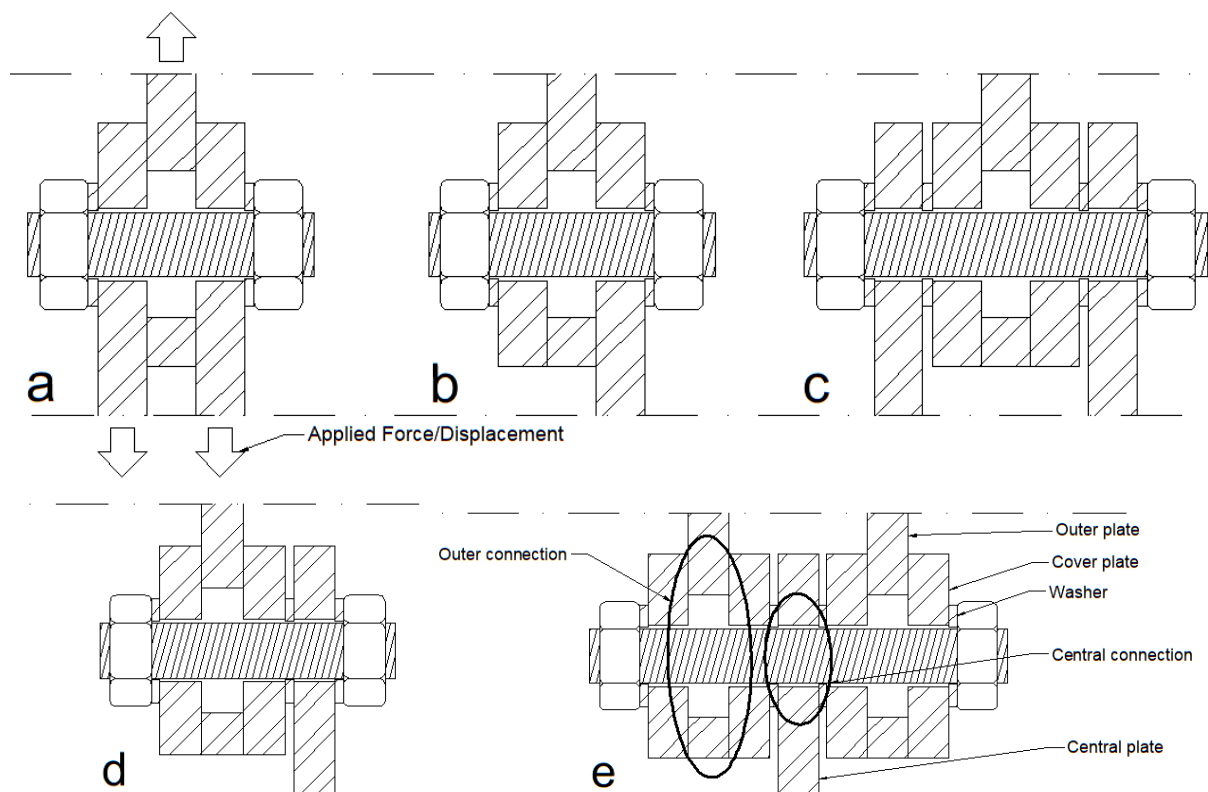 a
b
c
Applied Force/Displacement
d
Outer connection
e
Outer plate
Cover plate
Washer
Central connection
Central plate